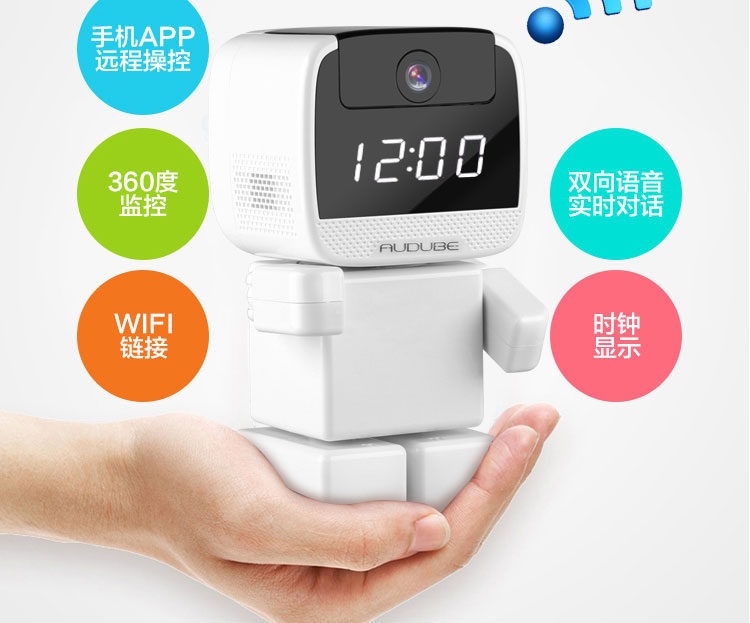 手机APP
远程操控
360度
监控
WIFI
链接
12:00
AUDUBE
双向语音
实时对话
时钟
显示